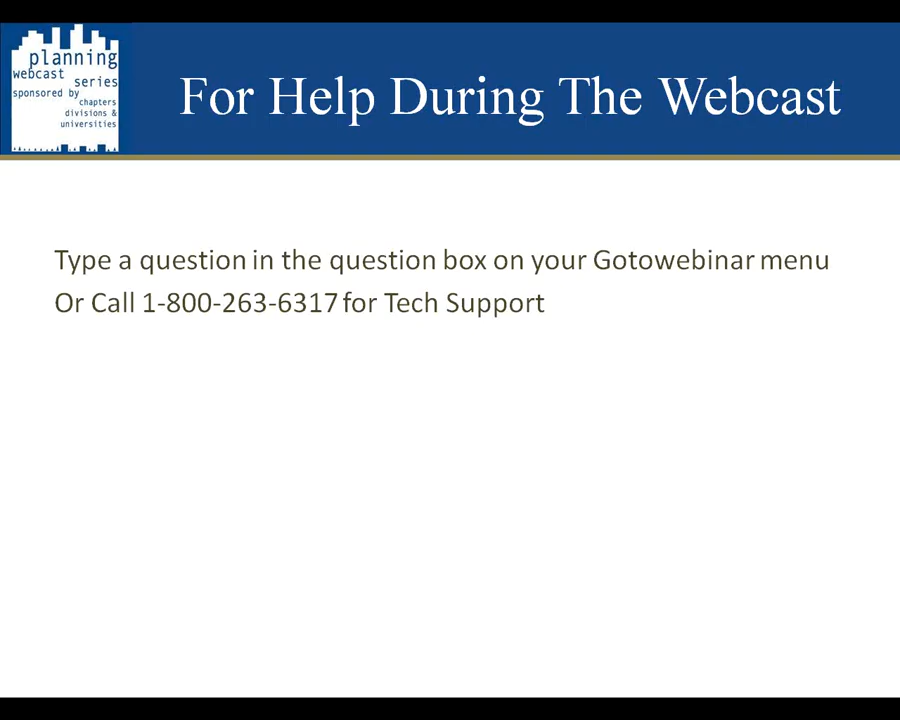 planning
webcast series
sponsored by
chapters
divisions &
universities
For Help During The Webcast
Type a question in the question box on your Gotowebinar menu
Or Call 1-800-263-6317 for Tech Support